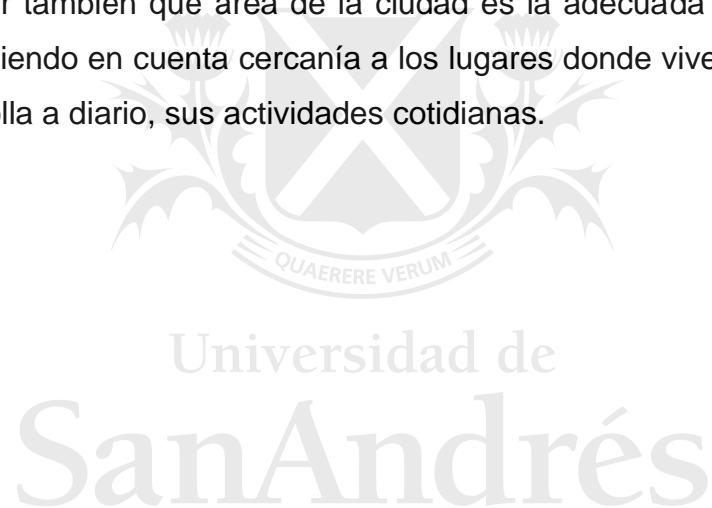 r también que área de la ciudad es la adecuada
iendo en cuenta cercanía a los lugares donde vive
olla a diario, sus actividades cotidianas.
QUAERERE VERUM
Universidad de
SanAndrés